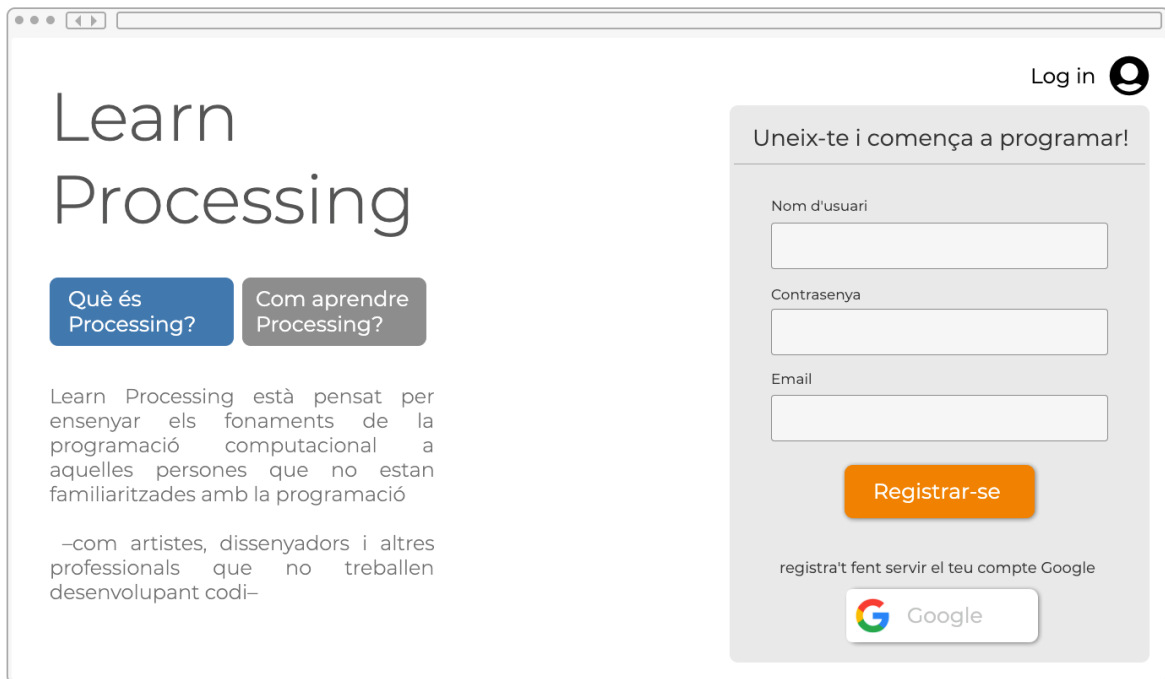 Log in
Learn
Processing
Què és
Processing?
Com aprendre
Processing?
Learn Processing està pensat per
ensenyar els fonaments de la
programació computacional a
aquelles persones que no estan
familiaritzades amb la programació
–com artistes, dissenyadors i altres
professionals que no treballen
desenvolupant codi–
Uneix-te i comença a programar!
Nom d'usuari
Contrasenya
Email
Registrar-se
registra't fent servir el teu compte Google
Google